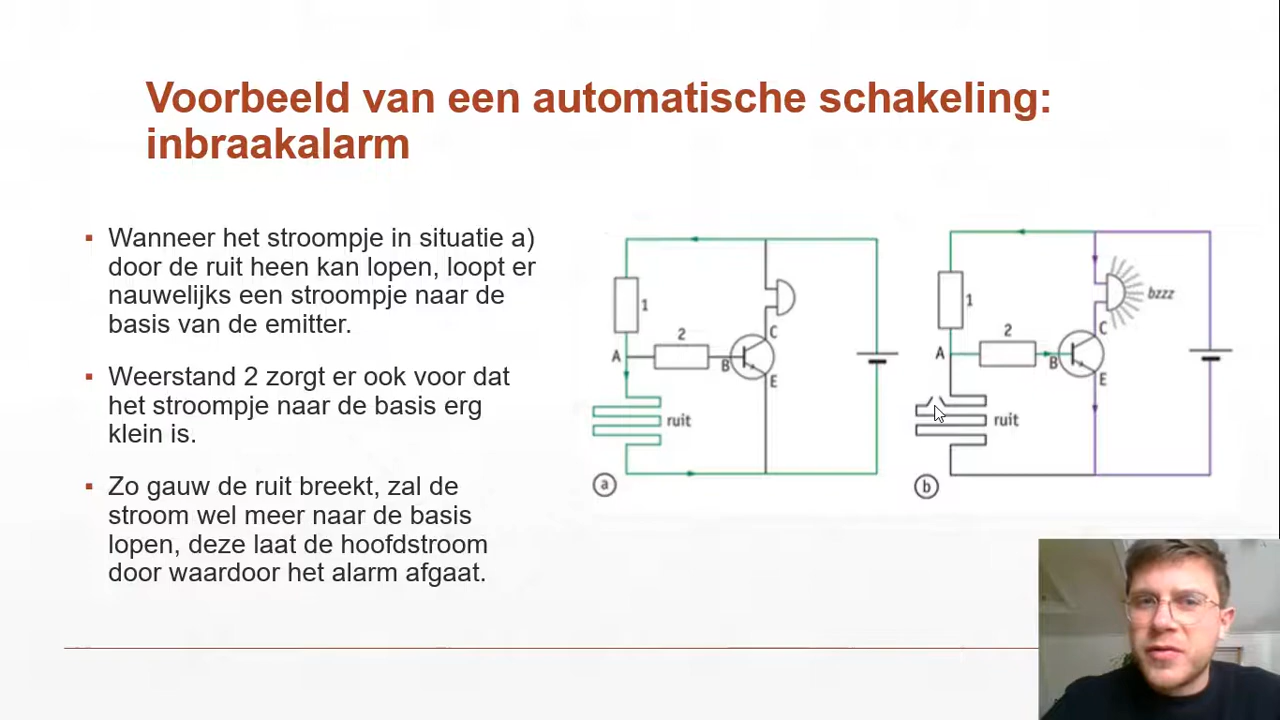 Voorbeeld van een automatische schakeling:
inbraakalarm
▪ Wanneer het stroompje in situatie a)
door de ruit heen kan lopen, loopt er
nauwelijks een stroompje naar de
basis van de emitter.
▪ Weerstand 2 zorgt er ook voor dat
het stroompje naar de basis erg
klein is.
▪ Zo gauw de ruit breekt, zal de
stroom wel meer naar de basis
lopen, deze laat de hoofdstroom
door waardoor het alarm afgaat.
1
2
A
B
C
E
ruit
a
1
2
A
B
C
E
bzzz
ruit
b